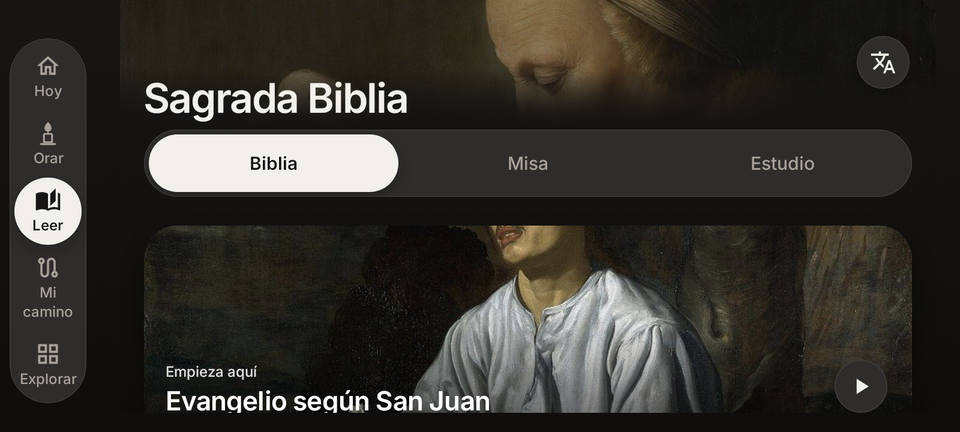 Sagrada Biblia
Biblia
Misa
Estudio
Hoy
Orar
Leer
Mi
camino
Explorar
Empieza aquí
Evangelio según San Juan